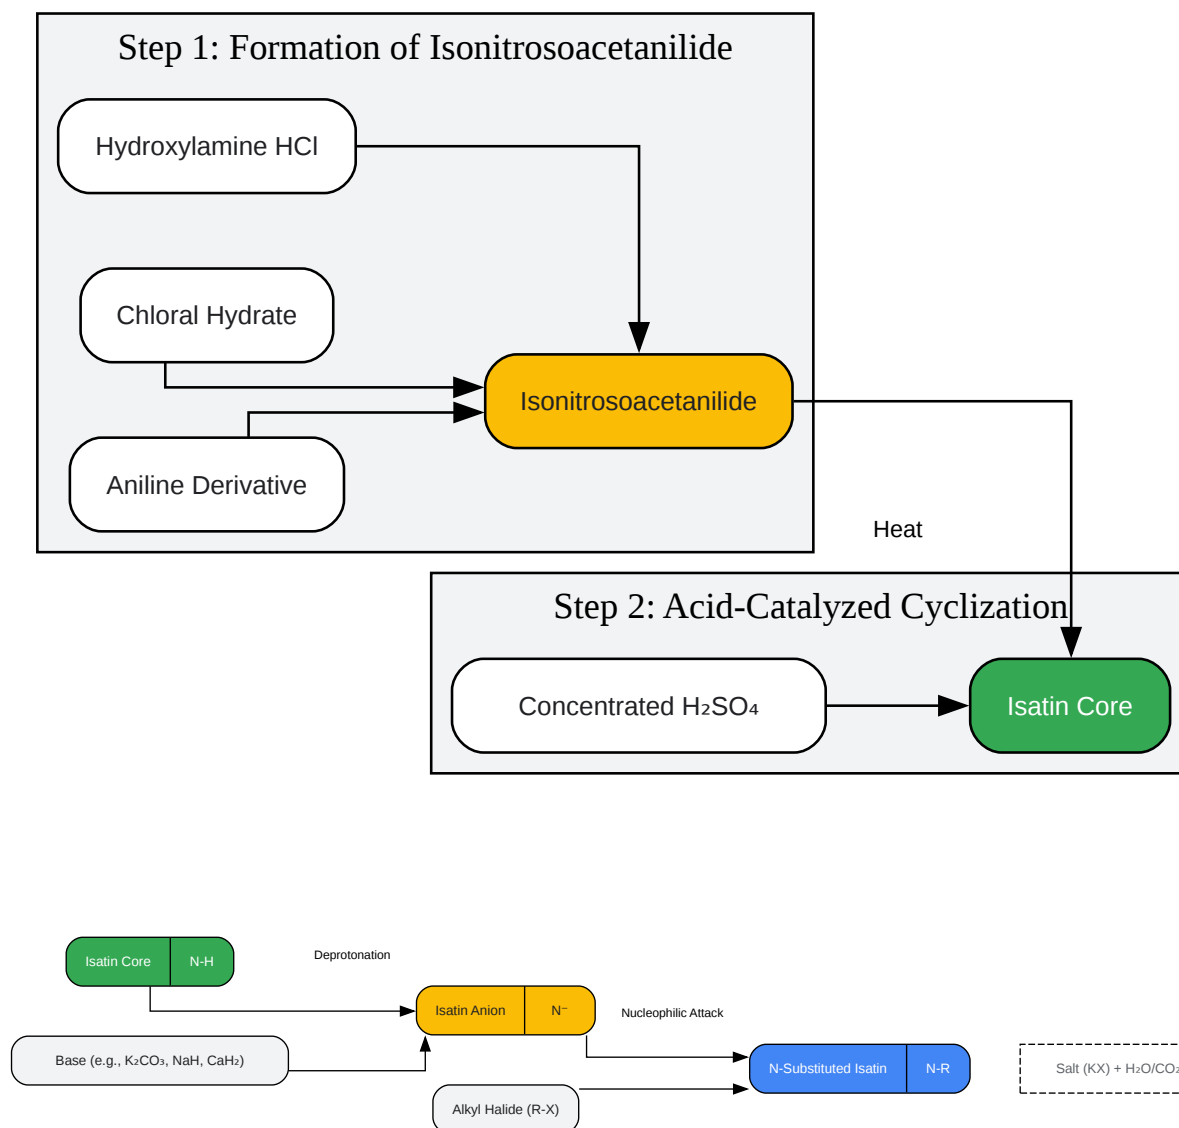 Step 1: Formation of Isonitrosoacetanilide
Hydroxylamine HCl
Chloral Hydrate
Isonitrosoacetanilide
Aniline Derivative
Heat
Step 2: Acid-Catalyzed Cyclization
Concentrated H₂SO₄
Isatin Core
Isatin Core
N-H
Deprotonation
Isatin Anion
N⁻
Nucleophilic Attack
Base (e.g., K₂CO₃, NaH, CaH₂)
N-Substituted Isatin
N-R
Salt (KX) + H₂O/CO₂
Alkyl Halide (R-X)